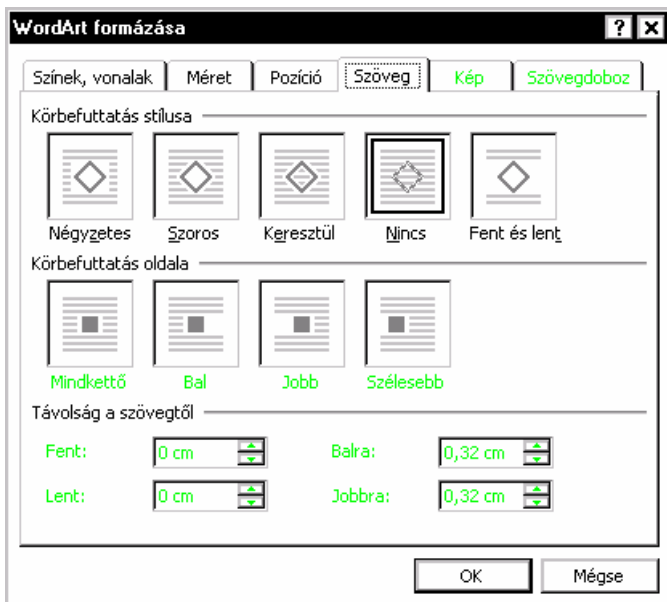 WordArt formázása
Színek, vonalak Méret Pozíció Szöveg Kép Szövegdoboz
Körbefuttatás stílusa
Négyzetes Szoros Keresztül Nincs Fent és lent
Körbefuttatás oldala
Mindkettő Bal Jobb Szélesebb
Távolság a szövegtől
Fent: 0 cm Balra: 0,32 cm
Lent: 0 cm Jobbra: 0,32 cm
OK Mégse